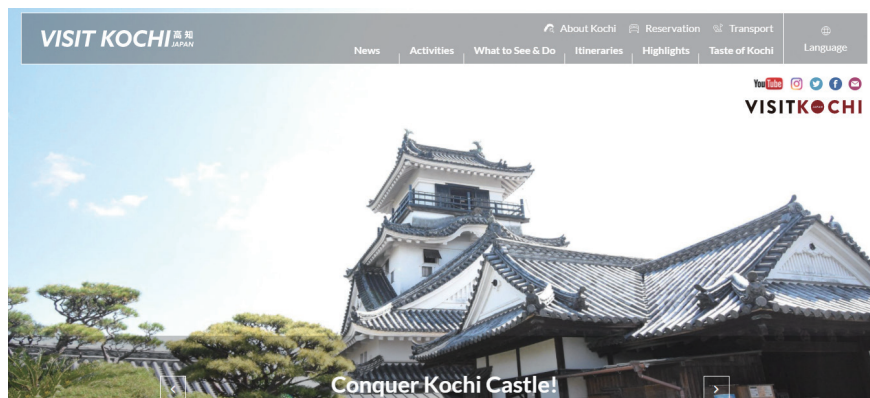 VISIT KOCHI 高知 JAPAN
About Kochi Reservation Transport
News Activities What to See & Do Itineraries Highlights Taste of Kochi
Language
YouTube
VISITKOCHI
Conquer Kochi Castle!